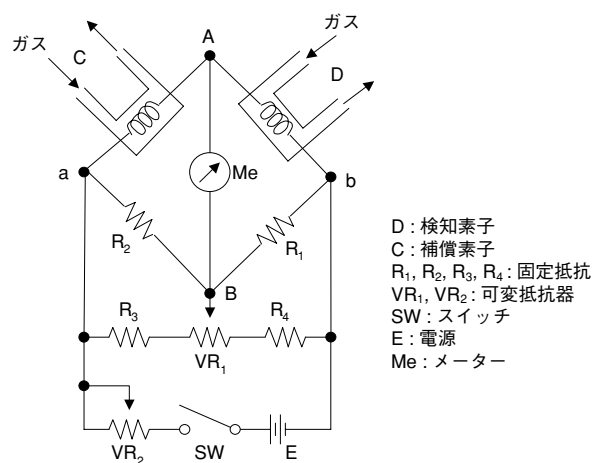 ガス
C
A
ガス
D
a
Me
b
R₂
R₁
B
R₃
R₄
VR₁
VR₂
SW
E
D : 検知素子
C : 補償素子
R₁, R₂, R₃, R₄ : 固定抵抗
VR₁, VR₂ : 可変抵抗器
SW : スイッチ
E : 電源
Me : メーター